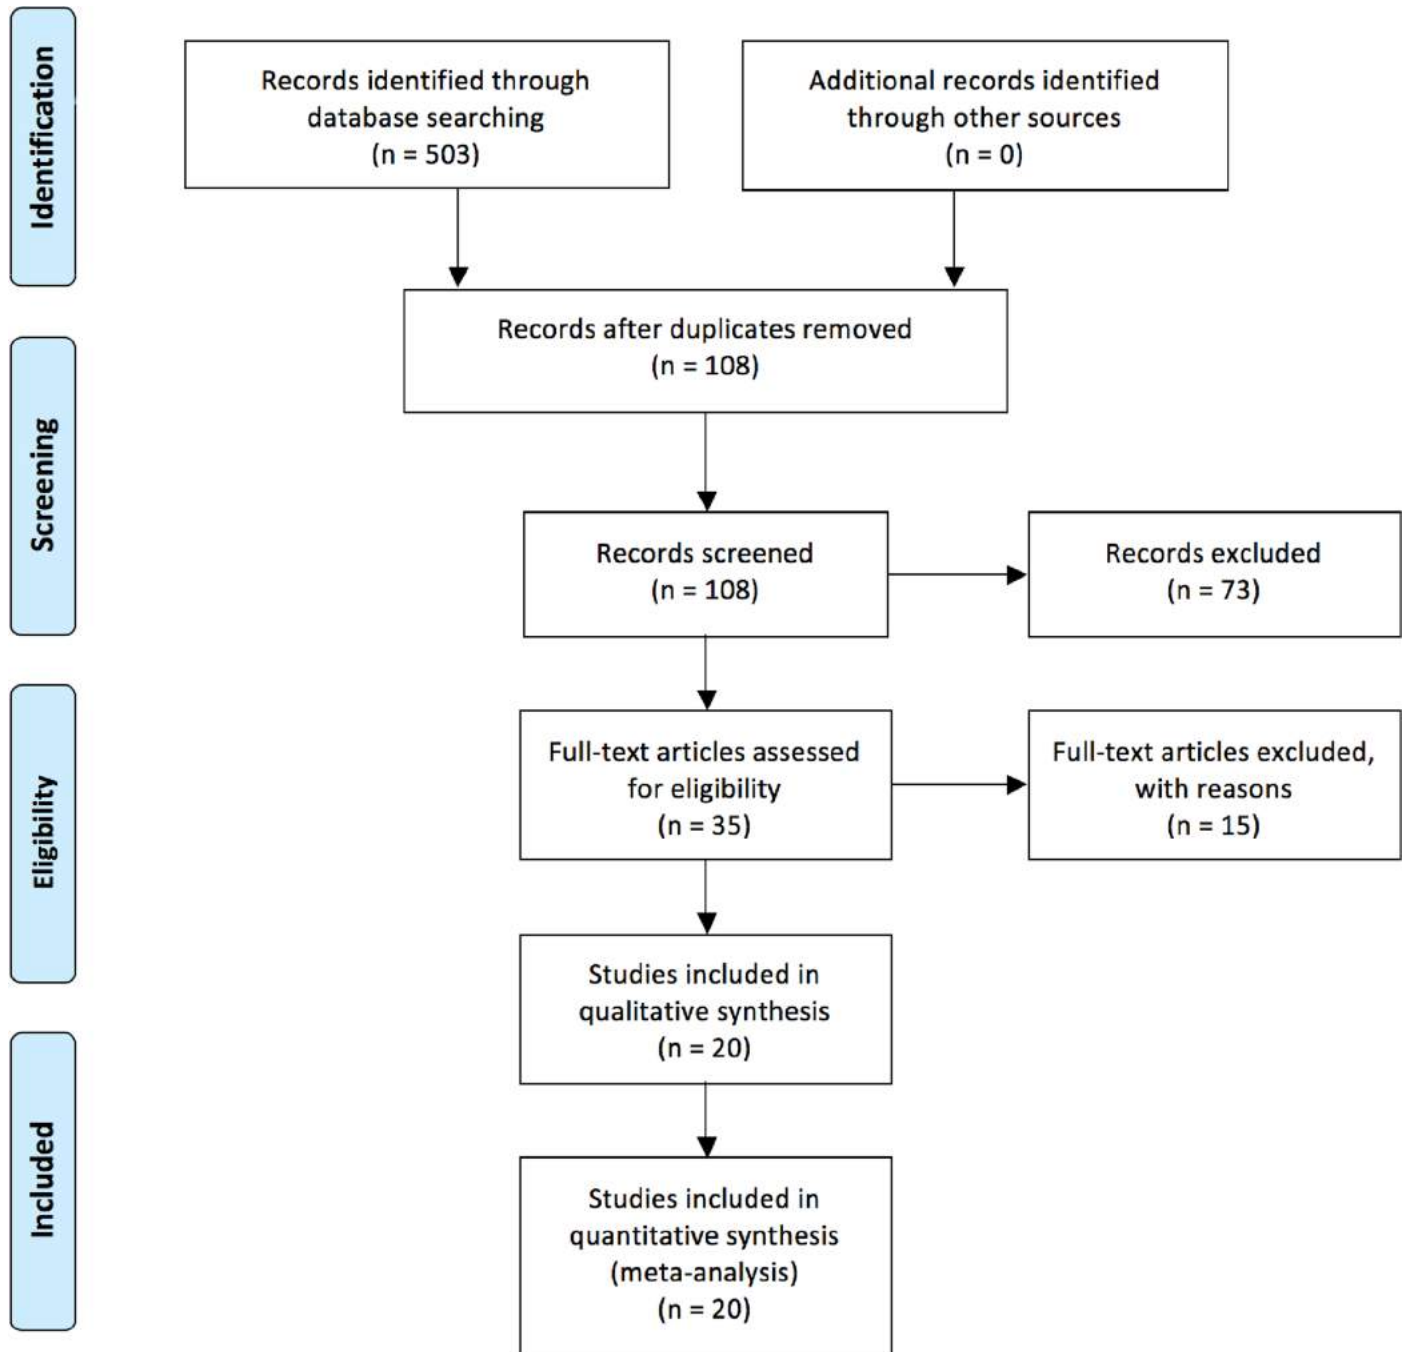 Identification
Records identified through
database searching
(n = 503)
Additional records identified
through other sources
(n = 0)
Records after duplicates removed
(n = 108)
Screening
Records screened
(n = 108)
Records excluded
(n = 73)
Eligibility
Full-text articles assessed
for eligibility
(n = 35)
Full-text articles excluded,
with reasons
(n = 15)
Studies included in
qualitative synthesis
(n = 20)
Included
Studies included in
quantitative synthesis
(meta-analysis)
(n = 20)